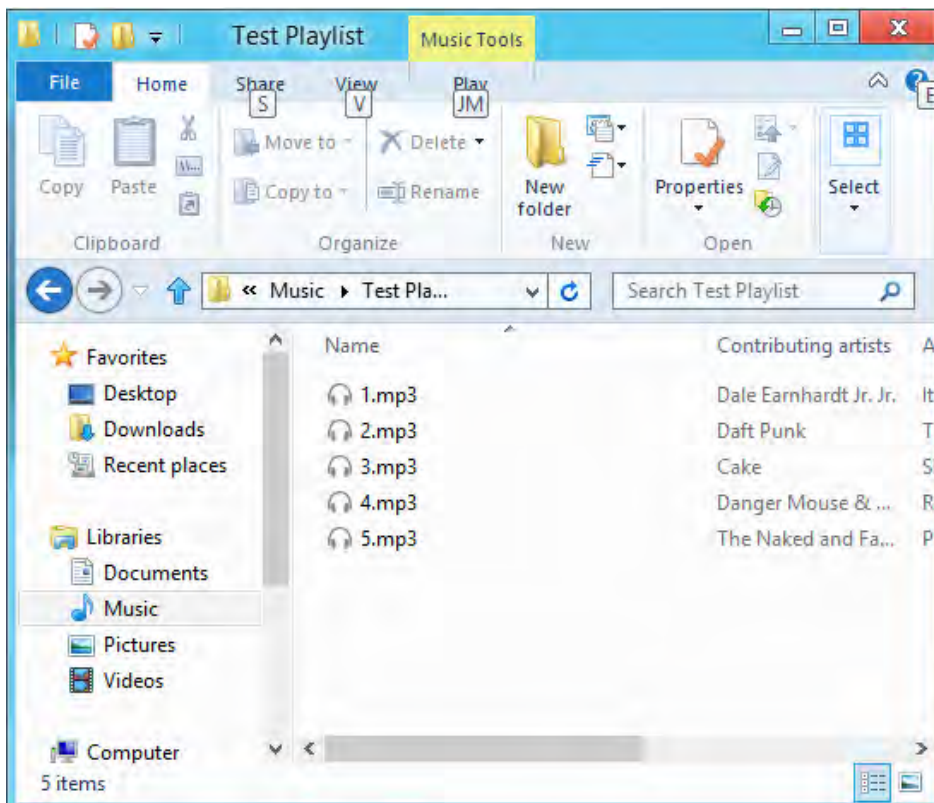 Test Playlist
Music Tools
File
Home
Share
View
Play
S
V
JM
E
Copy
Paste
Move to
Copy to
Delete
Rename
New
folder
Properties
Select
Clipboard
Organize
New
Open
« Music Test Pla...
Search Test Playlist
Favorites
Desktop
Downloads
Recent places
Libraries
Documents
Music
Pictures
Videos
Computer
Name Contributing artists A
1.mp3 Dale Earnhardt Jr. Jr. It
2.mp3 Daft Punk T
3.mp3 Cake
4.mp3 Danger Mouse & ... R
5.mp3 The Naked and Fa... P
5 items